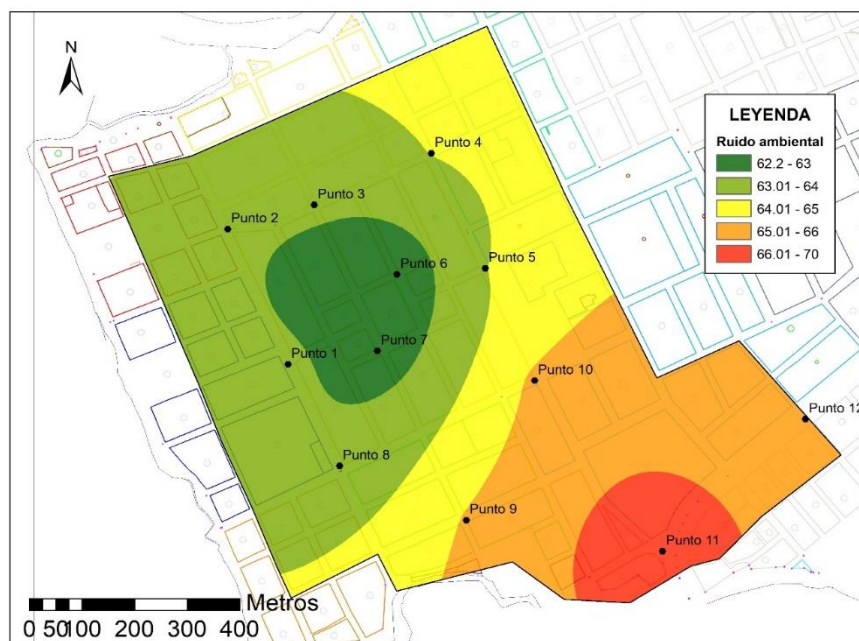 N
LEYENDA
Ruido ambiental
62.2 - 63
63.01 - 64
64.01 - 65
65.01 - 66
66.01 - 70
Punto 4
Punto 3
Punto 2
Punto 6
Punto 5
Punto 1
Punto 7
Punto 10
Punto 12
Punto 8
Punto 9
Punto 11
Metros
0 50100 200 300 400